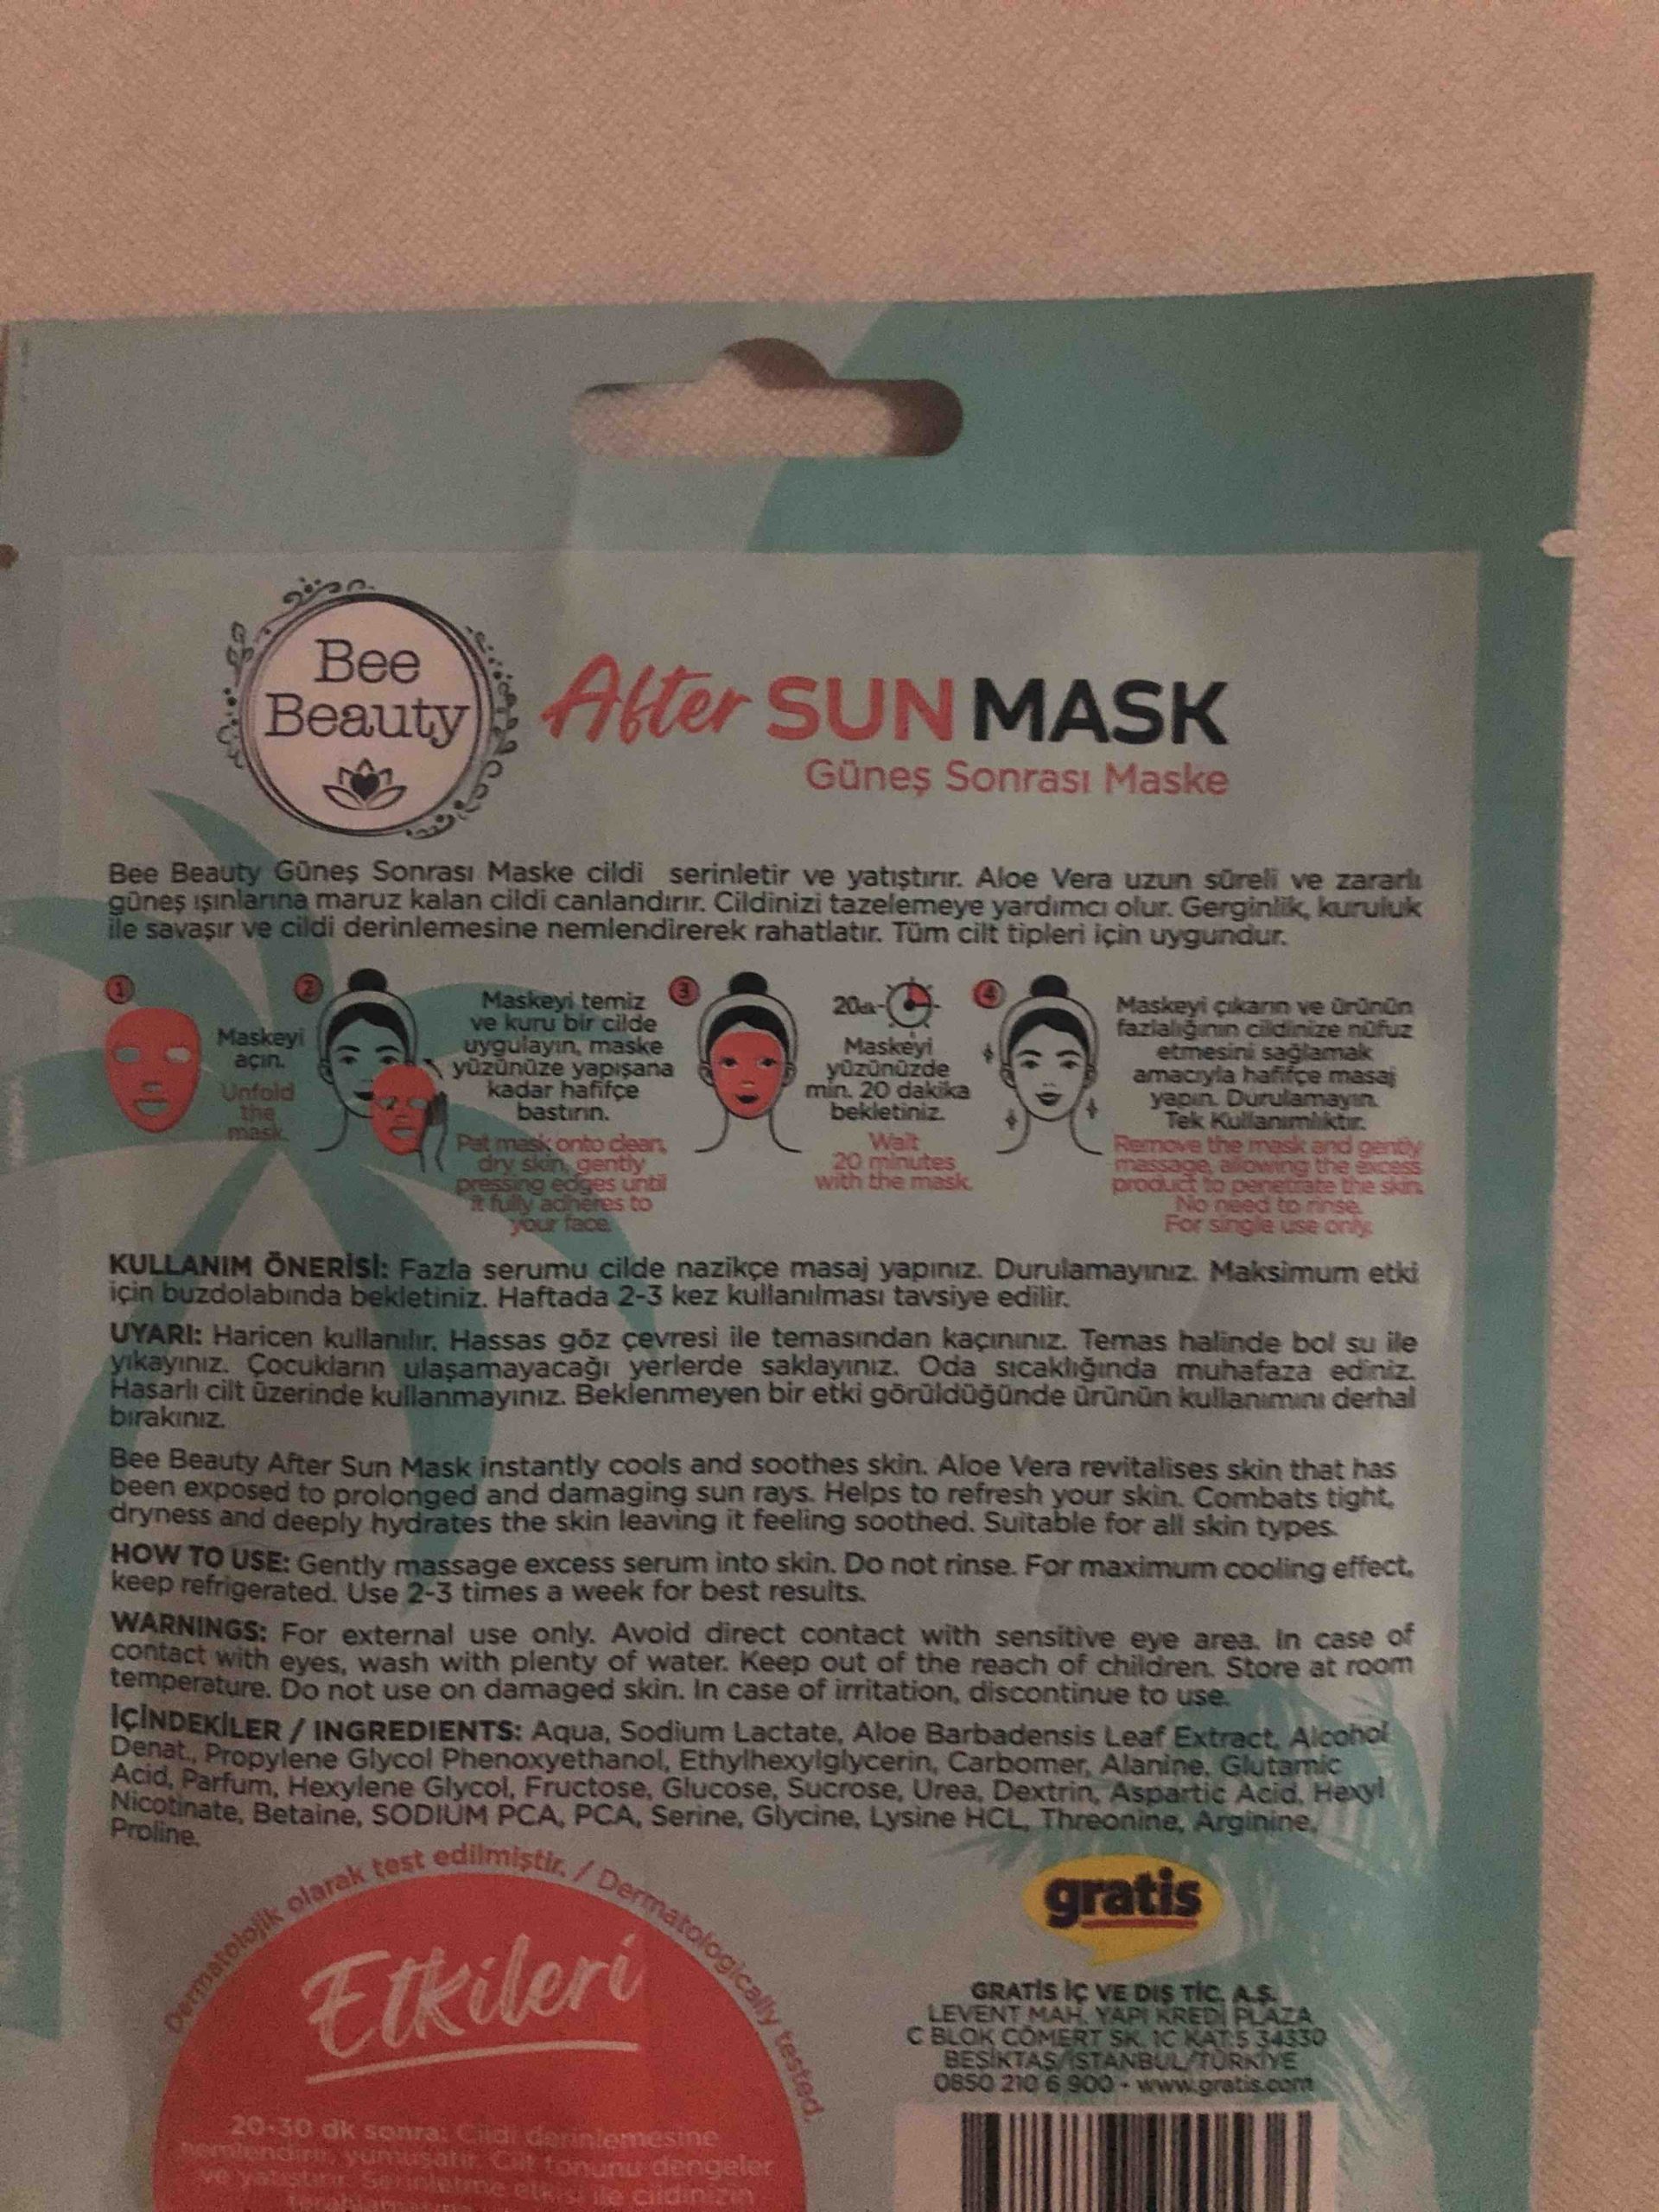 Bee
Beauty
After SUN MASK
Güneş Sonrası Maske
Bee Beauty Güneş Sonrası Maske cildi serinletir ve yatıştırır. Aloe Vera uzun süreli ve zararlı
güneş ışınlarına maruz kalan cildi canlandırır. Cildinizi tazelemeye yardımcı olur. Gerginlik, kuruluk
ile savaşır ve cildi derinlemesine nemlendirerek rahatlatır. Tüm cilt tipleri için uygundur.
1
Maskeyi
açın.
Unfold
the
mask.
2
Maskeyi temiz
ve kuru bir cilde
uygulayın, maske
yüzünüze yapışana
kadar hafifçe
bastırın.
Pat mask onto clean,
dry skin, gently
pressing edges until
it fully adheres to
your face.
3
20dk
Maskeyi
yüzünüzde
min. 20 dakika
bekletiniz.
Wait
20 minutes
with the mask.
4
Maskeyi çıkarın ve ürünün
fazlalığının cildinize nüfuz
etmesini sağlamak
amacıyla hafifçe masaj
yapın. Durulamayın.
Tek Kullanımlıktır.
Remove the mask and gently
massage, allowing the excess
product to penetrate the skin.
No need to rinse.
For single use only.
KULLANIM ÖNERİSİ: Fazla serumu cilde nazikçe masaj yapınız. Durulamayınız. Maksimum etki
için buzdolabında bekletiniz. Haftada 2-3 kez kullanılması tavsiye edilir.
UYARI: Haricen kullanılır. Hassas göz çevresi ile temasından kaçınınız. Temas halinde bol su ile
yıkayınız. Çocukların ulaşamayacağı yerlerde saklayınız. Oda sıcaklığında muhafaza ediniz.
Hasarlı cilt üzerinde kullanmayınız. Beklenmeyen bir etki görüldüğünde ürünün kullanımını derhal
bırakınız.
Bee Beauty After Sun Mask instantly cools and soothes skin. Aloe Vera revitalises skin that has
been exposed to prolonged and damaging sun rays. Helps to refresh your skin. Combats tight,
dryness and deeply hydrates the skin leaving it feeling soothed. Suitable for all skin types.
HOW TO USE: Gently massage excess serum into skin. Do not rinse. For maximum cooling effect,
keep refrigerated. Use 2-3 times a week for best results.
WARNINGS: For external use only. Avoid direct contact with sensitive eye area. In case of
contact with eyes, wash with plenty of water. Keep out of the reach of children. Store at room
temperature. Do not use on damaged skin. In case of irritation, discontinue to use.
İÇİNDEKİLER / INGREDIENTS: Aqua, Sodium Lactate, Aloe Barbadensis Leaf Extract, Alcohol
Denat., Propylene Glycol Phenoxyethanol, Ethylhexylglycerin, Carbomer, Alanine, Glutamic
Acid, Parfum, Hexylene Glycol, Fructose, Glucose, Sucrose, Urea, Dextrin, Aspartic Acid, Hexyl
Nicotinate, Betaine, SODIUM PCA, PCA, Serine, Glycine, Lysine HCL, Threonine, Arginine,
Proline.
Dermatolojik olarak test edilmiştir. / Dermatologically tested.
Etkileri
20-30 dk sonra: Cildi derinlemesine
nemlendirir, yumuşatır. Cilt tonunu dengeler
ve yatıştırır. Serinletme etkisi ile cildinizin
gratis
GRATİS İÇ VE DIŞ TİC. A.Ş.
LEVENT MAH. YAPI KREDİ PLAZA
C BLOK CÖMERT SK. 1C KAT:5 34330
BEŞİKTAŞ/İSTANBUL/TÜRKİYE
0850 210 6 900 - www.gratis.com